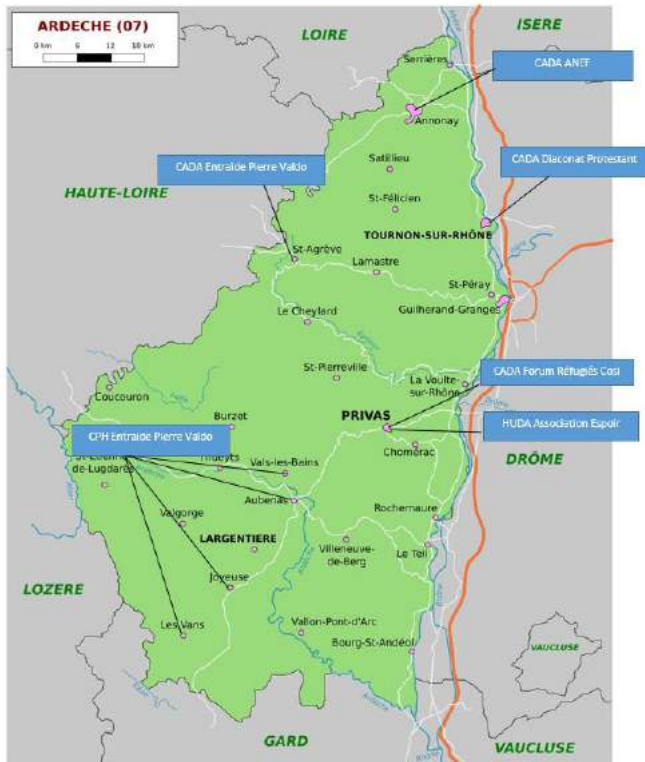 ARDECHE (07)
0 km 6 12 18 km
LOIRE
ISERE
Serrières
CADA ANEF
Annonay
CADA Entraide Pierre Valdo
Satillieu
CADA Diaconat Protestant
HAUTE-LOIRE
St-Félicien
TOURNON-SUR-RHÔNE
St-Agrève
Lamastre
St-Péray
Le Cheylard
Guilherand-Granges
St-Pierreville
CADA Forum Réfugiés Cosi
La Voulte-
sur-Rhône
Coucouron
Burzet
PRIVAS
CPH Entraide Pierre Valdo
HUDA Association Espoir
Chomérac
DRÔME
de-Lugdarès
Vals-les-Bains
Aubenas
Valgorge
Rochemaure
LARGENTIERE
Villeneuve-
de-Berg
Le Teil
LOZERE
Joyeuse
Les Vans
Vallon-Pont-d'Arc
Bourg-St-Andéol
VAUCLUSE
Ardèche
GARD
VAUCLUSE